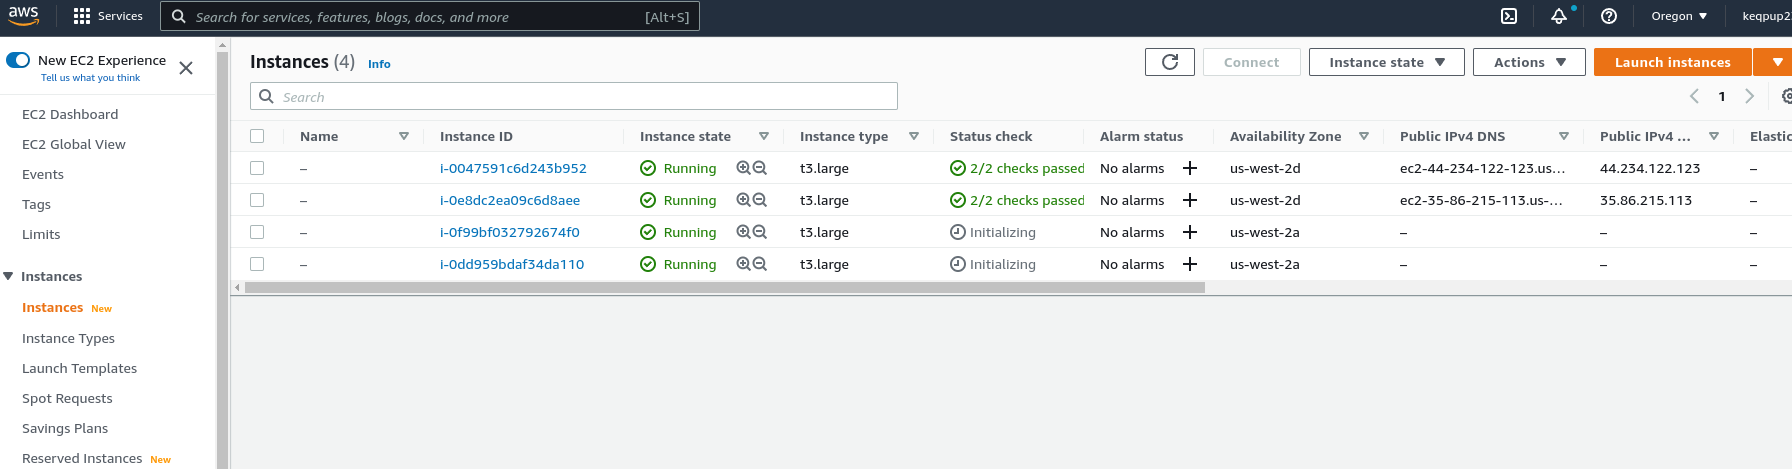 aws Services Search for services, features, blogs, docs, and more [Alt+S] Oregon ▼ keqpup2
New EC2 Experience
Tell us what you think
EC2 Dashboard
EC2 Global View
Events
Tags
Limits
Instances
Instances New
Instance Types
Launch Templates
Spot Requests
Savings Plans
Reserved Instances New
Instances (4) Info
Connect Instance state ▼ Actions ▼ Launch instances ▼
Search
1
Name Instance ID Instance state Instance type Status check Alarm status Availability Zone Public IPv4 DNS Public IPv4 ... Elastic
– i-0047591c6d243b952 Running t3.large 2/2 checks passed No alarms + us-west-2d ec2-44-234-122-123.us... 44.234.122.123 –
– i-0e8dc2ea09c6d8aee Running t3.large 2/2 checks passed No alarms + us-west-2d ec2-35-86-215-113.us-... 35.86.215.113 –
– i-0f99bf032792674f0 Running t3.large Initializing No alarms + us-west-2a – – –
– i-0dd959bdaf34da110 Running t3.large Initializing No alarms + us-west-2a – – –